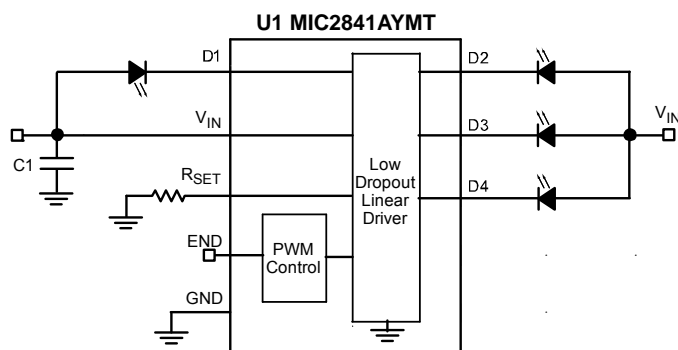 U1 MIC2841AYMT
D1
D2
VIN
VIN
D3
C1
RSET
Low
Dropout
Linear
Driver
D4
END
PWM
Control
GND